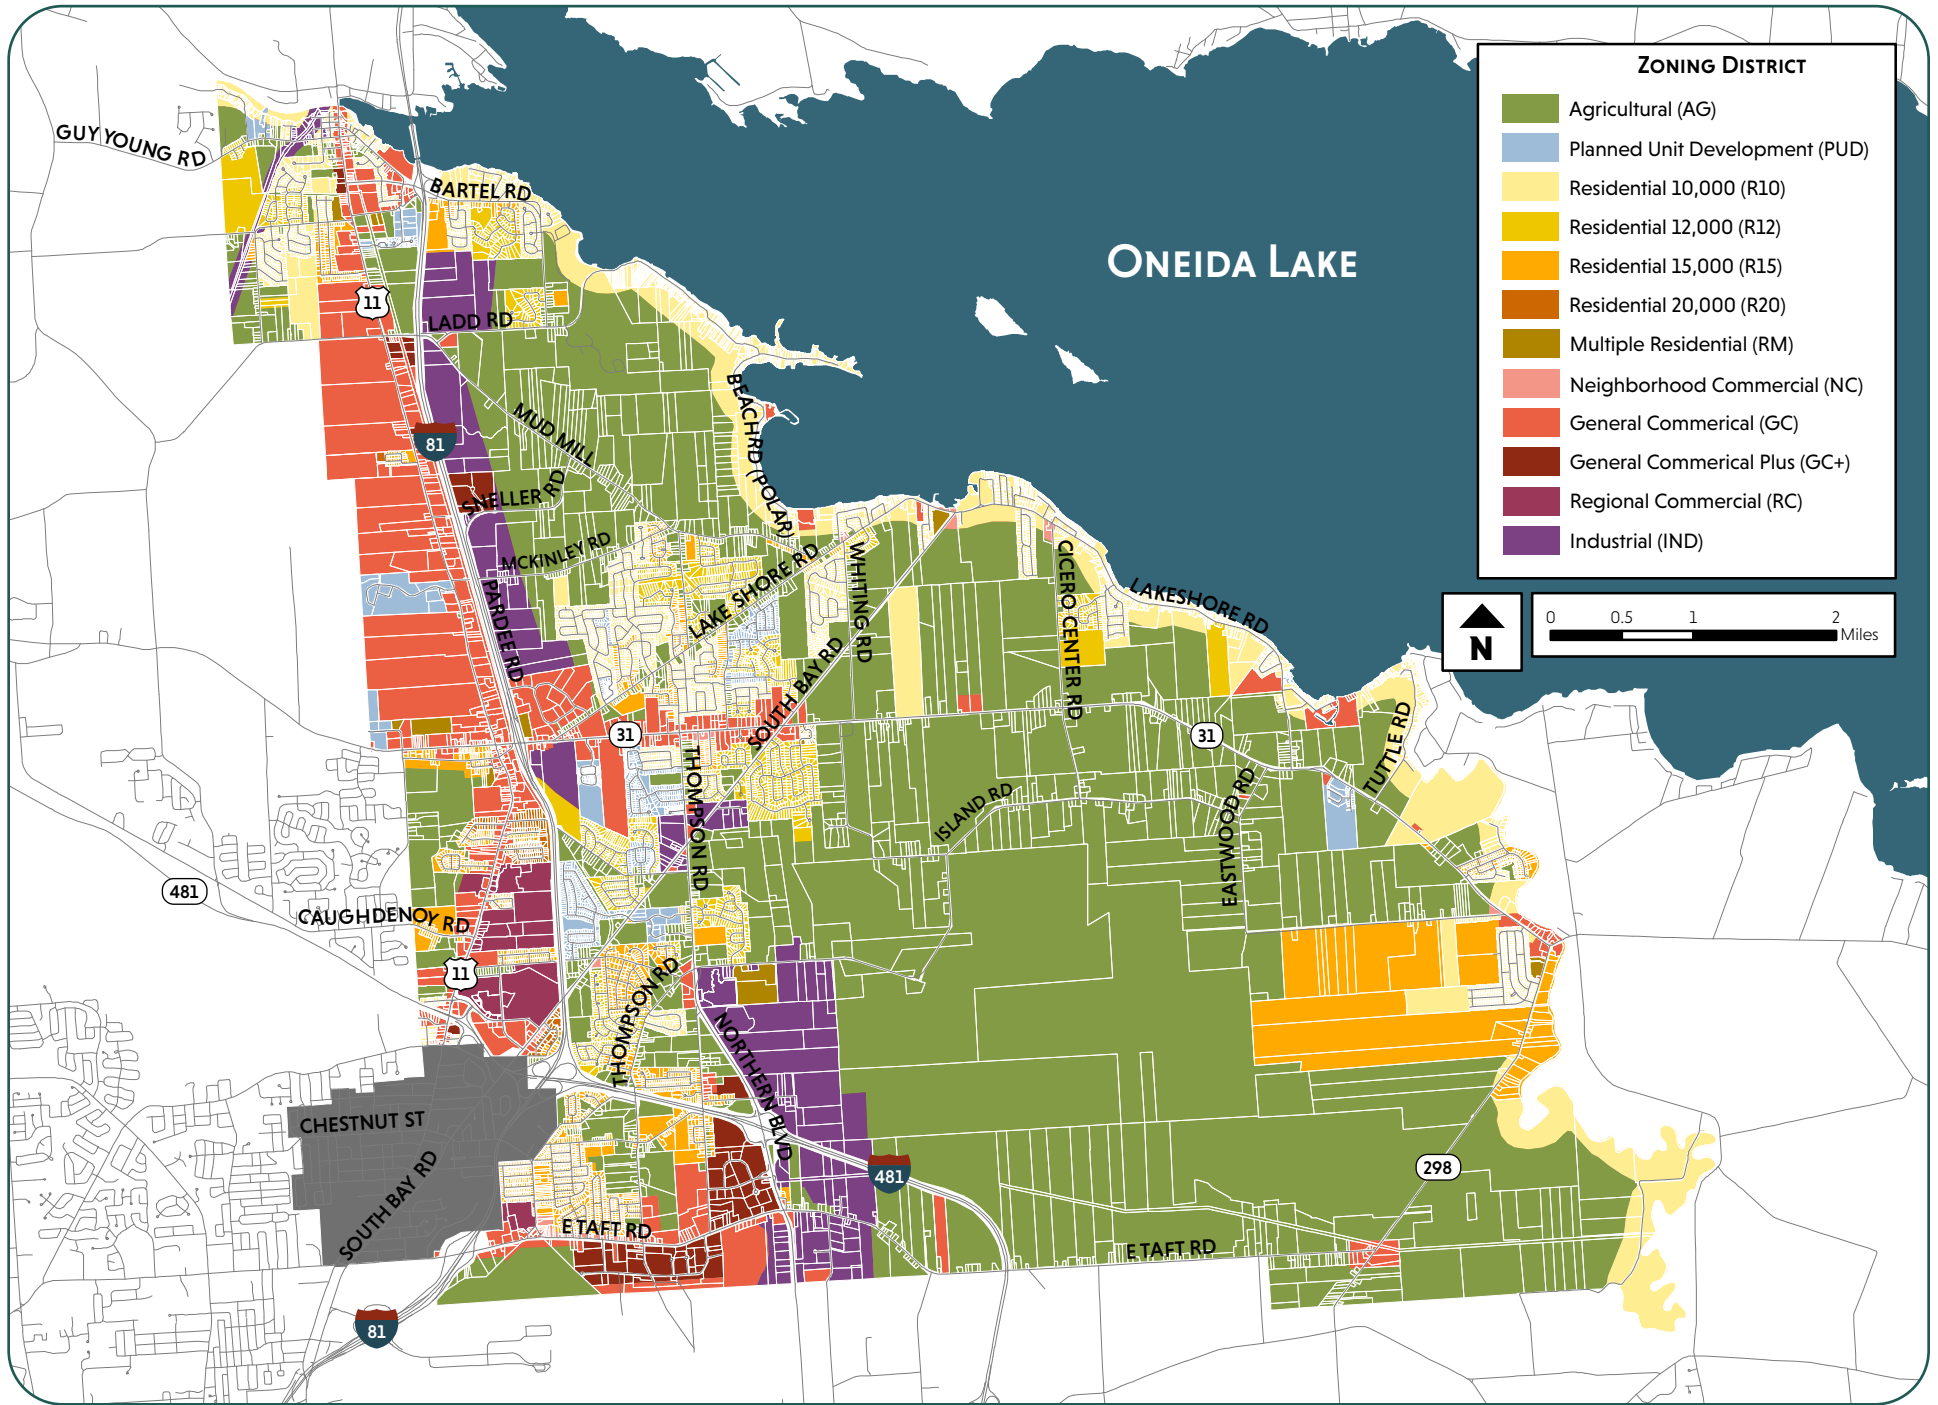 ZONING DISTRICT
Agricultural (AG)
Planned Unit Development (PUD)
Residential 10,000 (R10)
Residential 12,000 (R12)
Residential 15,000 (R15)
Residential 20,000 (R20)
Multiple Residential (RM)
Neighborhood Commercial (NC)
General Commerical (GC)
General Commerical Plus (GC+)
Regional Commercial (RC)
Industrial (IND)
N
0 0.5 1 2
Miles
ONEIDA LAKE
GUY YOUNG RD
BARTEL RD
11
LADD RD
BEACH RD (POLAR)
MUD MILL
81
SNELLER RD
MCKINLEY RD
PARDEE RD
LAKE SHORE RD
WHITING RD
CICERO CENTER RD
LAKESHORE RD
SOUTH BAY RD
31
31
TUTTLE RD
THOMPSON RD
ISLAND RD
EASTWOOD RD
481
CAUGHDENOY RD
11
THOMPSON RD
NORTHERN BLVD
CHESTNUT ST
SOUTH BAY RD
481
298
E TAFT RD
E TAFT RD
81